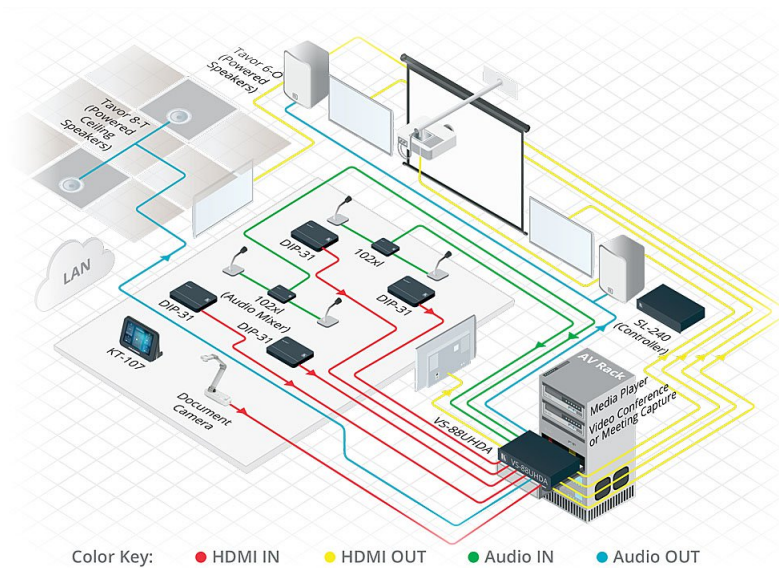 Tavor 6-O
(Powered
Speakers)
Tavor 8-T
(Powered
Ceiling
Speakers)
LAN
DIP-31
102xl
DIP-31
102xl
(Audio Mixer)
DIP-31
DIP-31
KT-107
Document
Camera
SL-240
(Controller)
AV Rack
Media Player
Video Conference
or Meeting Capture
VS-88UHDA
VS-88UHDA
Color Key:
HDMI IN
HDMI OUT
Audio IN
Audio OUT